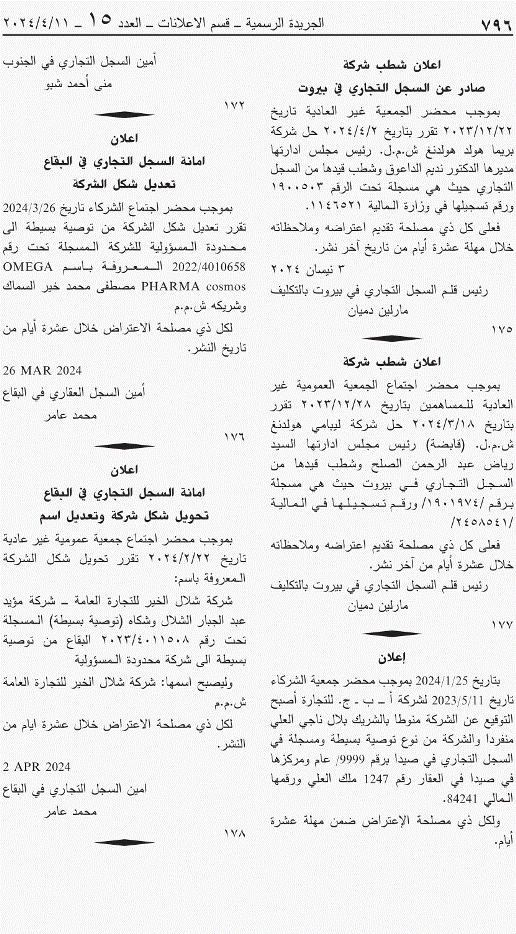 ٧٩٦
الجريدة الرسمية ـ قسم الاعلانات ـ العدد ١٥ ـ ٢٠٢٤/٤/١١
اعلان شطب شركة
صادر عن السجل التجاري في بيروت
بموجب محضر الجمعية غير العادية تاريخ
٢٠٢٣/١٢/٢٢ تقرر بتاريخ ٢٠٢٤/٤/٢ حل شركة
بريما هولد هولدنغ ش.م.ل. رئيس مجلس ادارتها
مديرها الدكتور نديم الداعوق وشطب قيدها من السجل
التجاري حيث هي مسجلة تحت الرقم ١٩٠٠٥٠٣
ورقم تسجيلها في وزارة المالية ١١٤٦٥٢١.
فعلى كل ذي مصلحة تقديم اعتراضه وملاحظاته
خلال مهلة عشرة أيام من تاريخ آخر نشر.
٣ نيسان ٢٠٢٤
رئيس قلم السجل التجاري في بيروت بالتكليف
مارلين دميان
١٧٥
اعلان شطب شركة
بموجب محضر اجتماع الجمعية العمومية غير
العادية للمساهمين بتاريخ ٢٠٢٣/١٢/٢٨ تقرر
بتاريخ ٢٠٢٤/٣/١٨ حل شركة ليبامي هولدنغ
ش.م.ل. (قابضة) رئيس مجلس ادارتها السيد
رياض عبد الرحمن الصلح وشطب قيدها من
السجل التجاري في بيروت حيث هي مسجلة
برقم /١٩٠١٩٧٤/ ورقم تسجيلها في المالية
/٢٤٥٨٥٤١/
فعلى كل ذي مصلحة تقديم اعتراضه وملاحظاته
خلال عشرة أيام من آخر نشر.
رئيس قلم السجل التجاري في بيروت بالتكليف
مارلين دميان
١٧٧
إعلان
بتاريخ 2024/1/25 بموجب محضر جمعية الشركاء
تاريخ 2023/5/11 لشركة أ ـ ب ـ ج. للتجارة أصبح
التوقيع عن الشركة منوطا بالشريك بلال ناجي العلي
منفردا والشركة من نوع توصية بسيطة ومسجلة في
السجل التجاري في صيدا برقم 9999/ عام ومركزها
في صيدا في العقار رقم 1247 ملك العلي ورقمها
المالي 84241.
ولكل ذي مصلحة الإعتراض ضمن مهلة عشرة
أيام.
أمين السجل التجاري في الجنوب
منى أحمد شبو
١٧٢
اعلان
امانة السجل التجاري في البقاع
تعديل شكل الشركة
بموجب محضر اجتماع الشركاء تاريخ 2024/3/26
تقرر تعديل شكل الشركة من توصية بسيطة الى
محدودة المسؤولية للشركة المسجلة تحت رقم
2022/4010658 المعروفة باسم OMEGA
PHARMA cosmos مصطفى محمد خير السماك
وشريكه ش.م.م
لكل ذي مصلحة الاعتراض خلال عشرة أيام من
تاريخ النشر.
26 MAR 2024
أمين السجل العقاري في البقاع
محمد عامر
١٧٦
اعلان
امانة السجل التجاري في البقاع
تحويل شكل شركة وتعديل اسم
بموجب محضر اجتماع جمعية عمومية غير عادية
تاريخ ٢٠٢٤/٢/٢٢ تقرر تحويل شكل الشركة
المعروفة باسم:
شركة شلال الخير للتجارة العامة ـ شركة مؤيد
عبد الجبار الشلال وشكاه (توصية بسيطة) المسجلة
تحت رقم ٢٠٢٣/٤٠١١٥٠٨ البقاع من توصية
بسيطة الى شركة محدودة المسؤولية
وليصبح اسمها: شركة شلال الخير للتجارة العامة
ش.م.م
لكل ذي مصلحة الاعتراض خلال عشرة ايام من
النشر.
2 APR 2024
امين السجل التجاري في البقاع
محمد عامر
١٧٨